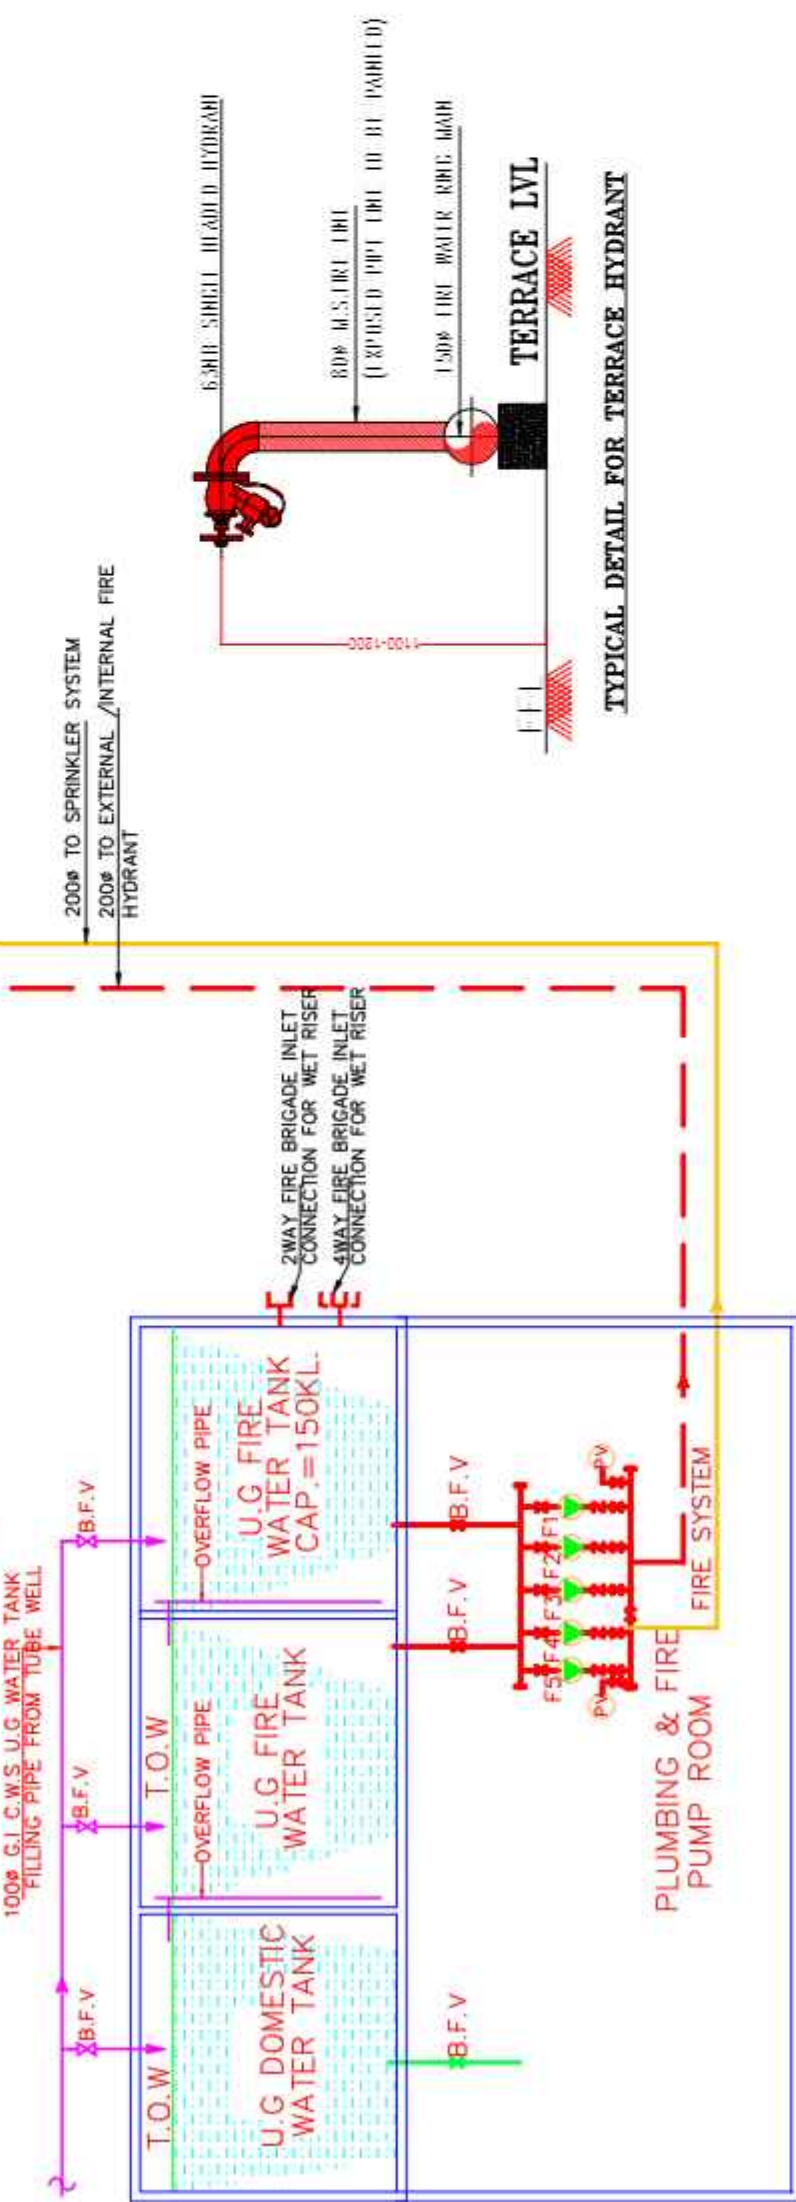 100ø G.I C.W.S U.G WATER TANK
FILLING PIPE FROM TUBE WELL
B.F.V
B.F.V
B.F.V
T.O.W
T.O.W
OVERFLOW PIPE
OVERFLOW PIPE
U.G DOMESTIC
WATER TANK
U.G FIRE
WATER TANK
U.G FIRE
WATER TANK
CAP.=150KL.
B.F.V
B.F.V
B.F.V
2WAY FIRE BRIGADE INLET
CONNECTION FOR WET RISER
4WAY FIRE BRIGADE INLET
CONNECTION FOR WET RISER
F5 F4 F3 F2 F1
PV
PV
FIRE SYSTEM
PLUMBING & FIRE
PUMP ROOM
200ø TO SPRINKLER SYSTEM
200ø TO EXTERNAL /INTERNAL FIRE
HYDRANT
63MD SINGLE HEADED HYDRANT
80ø M.S.FIRE LINE
(EXPOSED PIPE LINE TO BE PAINTED)
150ø FIRE WATER RING MAIN
1100-1200
TERRACE LVL
TYPICAL DETAIL FOR TERRACE HYDRANT